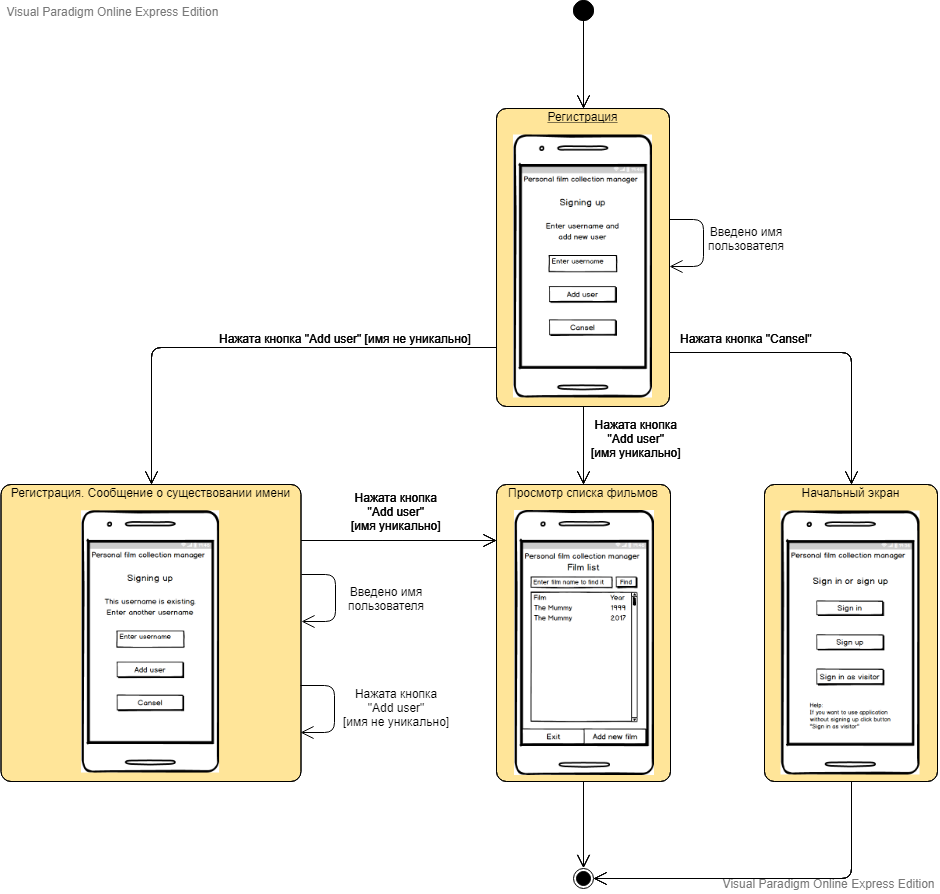 Visual Paradigm Online Express Edition
Регистрация
Personal film collection manager
Signing up
Enter username and
add new user
Enter username
Add user
Cansel
Введено имя
пользователя
Нажата кнопка "Add user" [имя не уникально]
Нажата кнопка "Cansel"
Нажата кнопка
"Add user"
[имя уникально]
Регистрация. Сообщение о существовании имени
Personal film collection manager
Signing up
This username is existing.
Enter another username
Enter username
Add user
Cansel
Нажата кнопка
"Add user"
[имя уникально]
Введено имя
пользователя
Нажата кнопка
"Add user"
[имя не уникально]
Просмотр списка фильмов
Personal film collection manager
Film list
Enter film name to find it
Find
Film Year
The Mummy 1999
The Mummy 2017
Exit
Add new film
Начальный экран
Personal film collection manager
Sign in or sign up
Sign in
Sign up
Sign in as visitor
Help:
If you want to use application
without signing up click button
"Sign in as visitor"
Visual Paradigm Online Express Edition